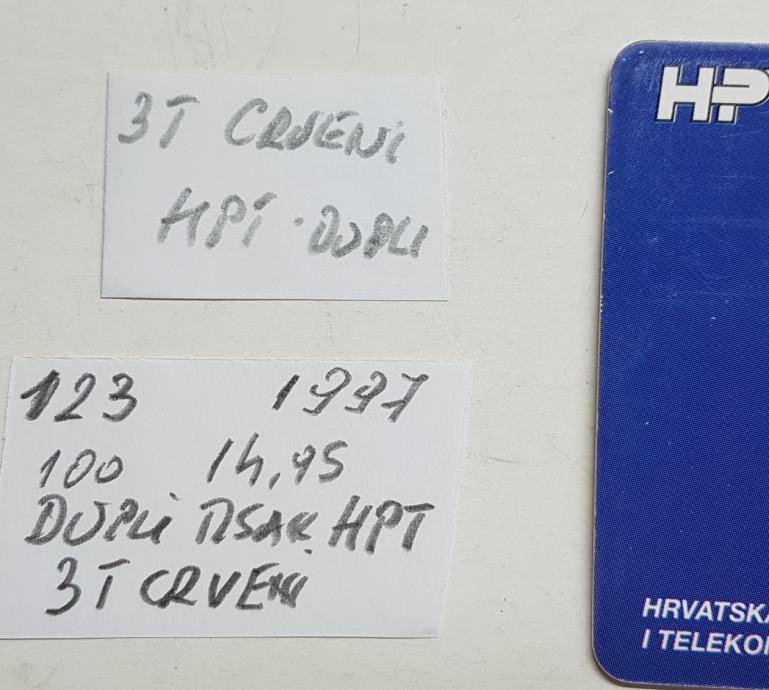 3T CRVENI
HPT DUPLI
123 1997
100 14,95
DUPLI TISAK HPT
3T CRVENI
HP
HRVATSKA
I TELEKO